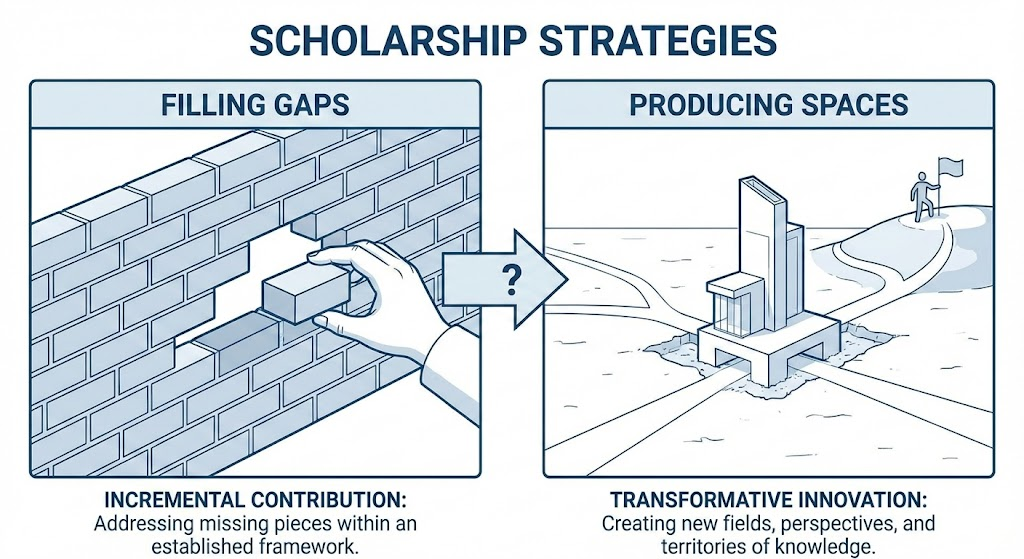 SCHOLARSHIP STRATEGIES
FILLING GAPS
?
PRODUCING SPACES
INCREMENTAL CONTRIBUTION:
Addressing missing pieces within an
established framework.
TRANSFORMATIVE INNOVATION:
Creating new fields, perspectives, and
territories of knowledge.